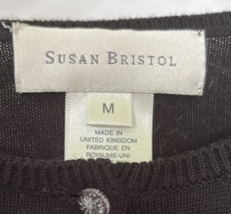 SUSAN BRISTOL
M
MADE IN
UNITED KINGDOM
FABRIQUE EN
ROYAUME-UNI